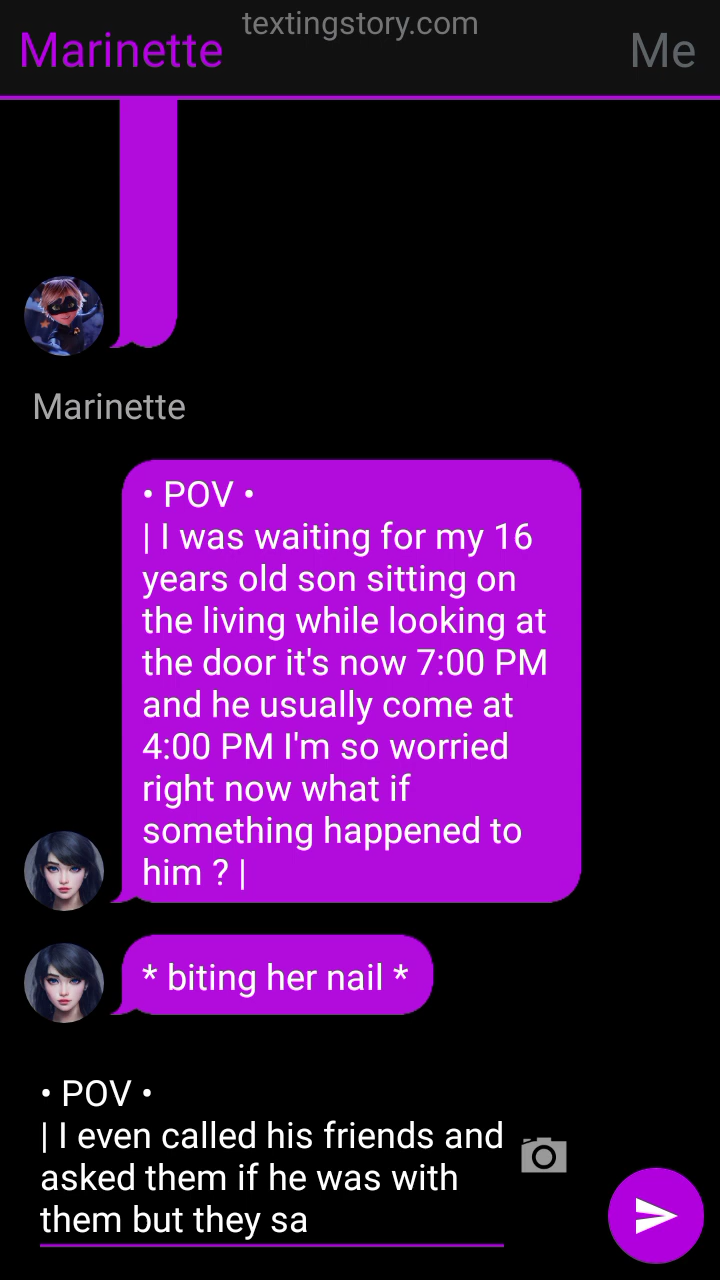 textingstory.com
Marinette
Me
Marinette
• POV •
| I was waiting for my 16
years old son sitting on
the living while looking at
the door it's now 7:00 PM
and he usually come at
4:00 PM I'm so worried
right now what if
something happened to
him ? |
* biting her nail *
• POV •
| I even called his friends and
asked them if he was with
them but they sa